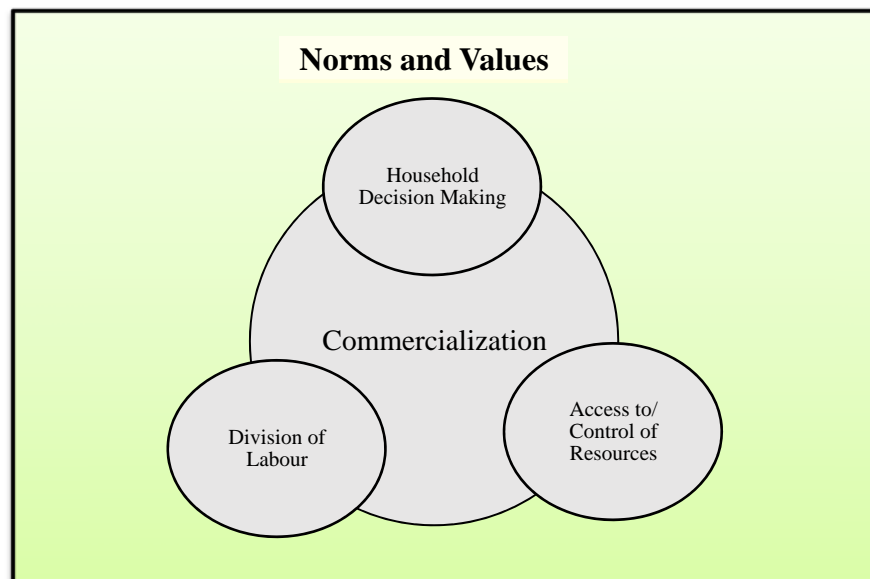 Norms and Values
Household
Decision Making
Commercialization
Division of
Labour
Access to/
Control of
Resources